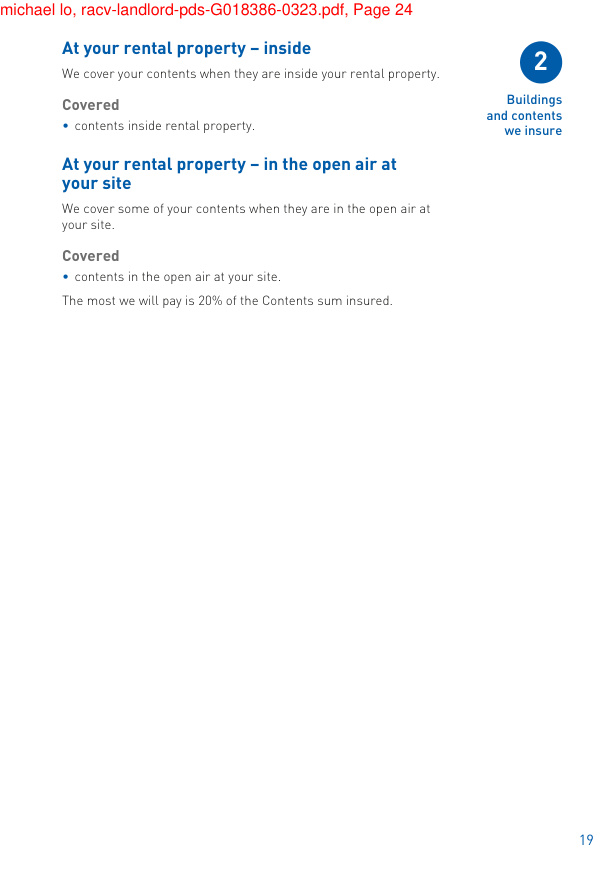 michael lo, racv-landlord-pds-G018386-0323.pdf, Page 24
At your rental property – inside
We cover your contents when they are inside your rental property.
Covered
• contents inside rental property.
At your rental property – in the open air at
your site
We cover some of your contents when they are in the open air at
your site.
Covered
• contents in the open air at your site.
The most we will pay is 20% of the Contents sum insured.
2
Buildings
and contents
we insure
19